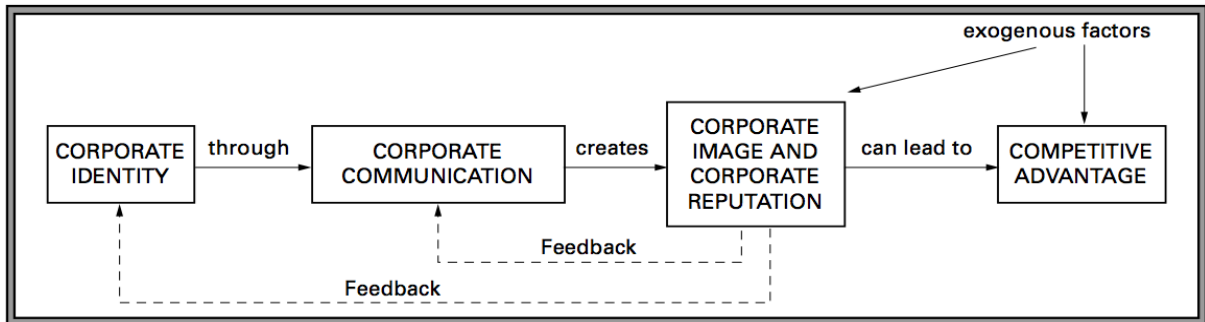 exogenous factors
CORPORATE
IDENTITY
through
CORPORATE
COMMUNICATION
creates
CORPORATE
IMAGE AND
CORPORATE
REPUTATION
can lead to
COMPETITIVE
ADVANTAGE
Feedback
Feedback